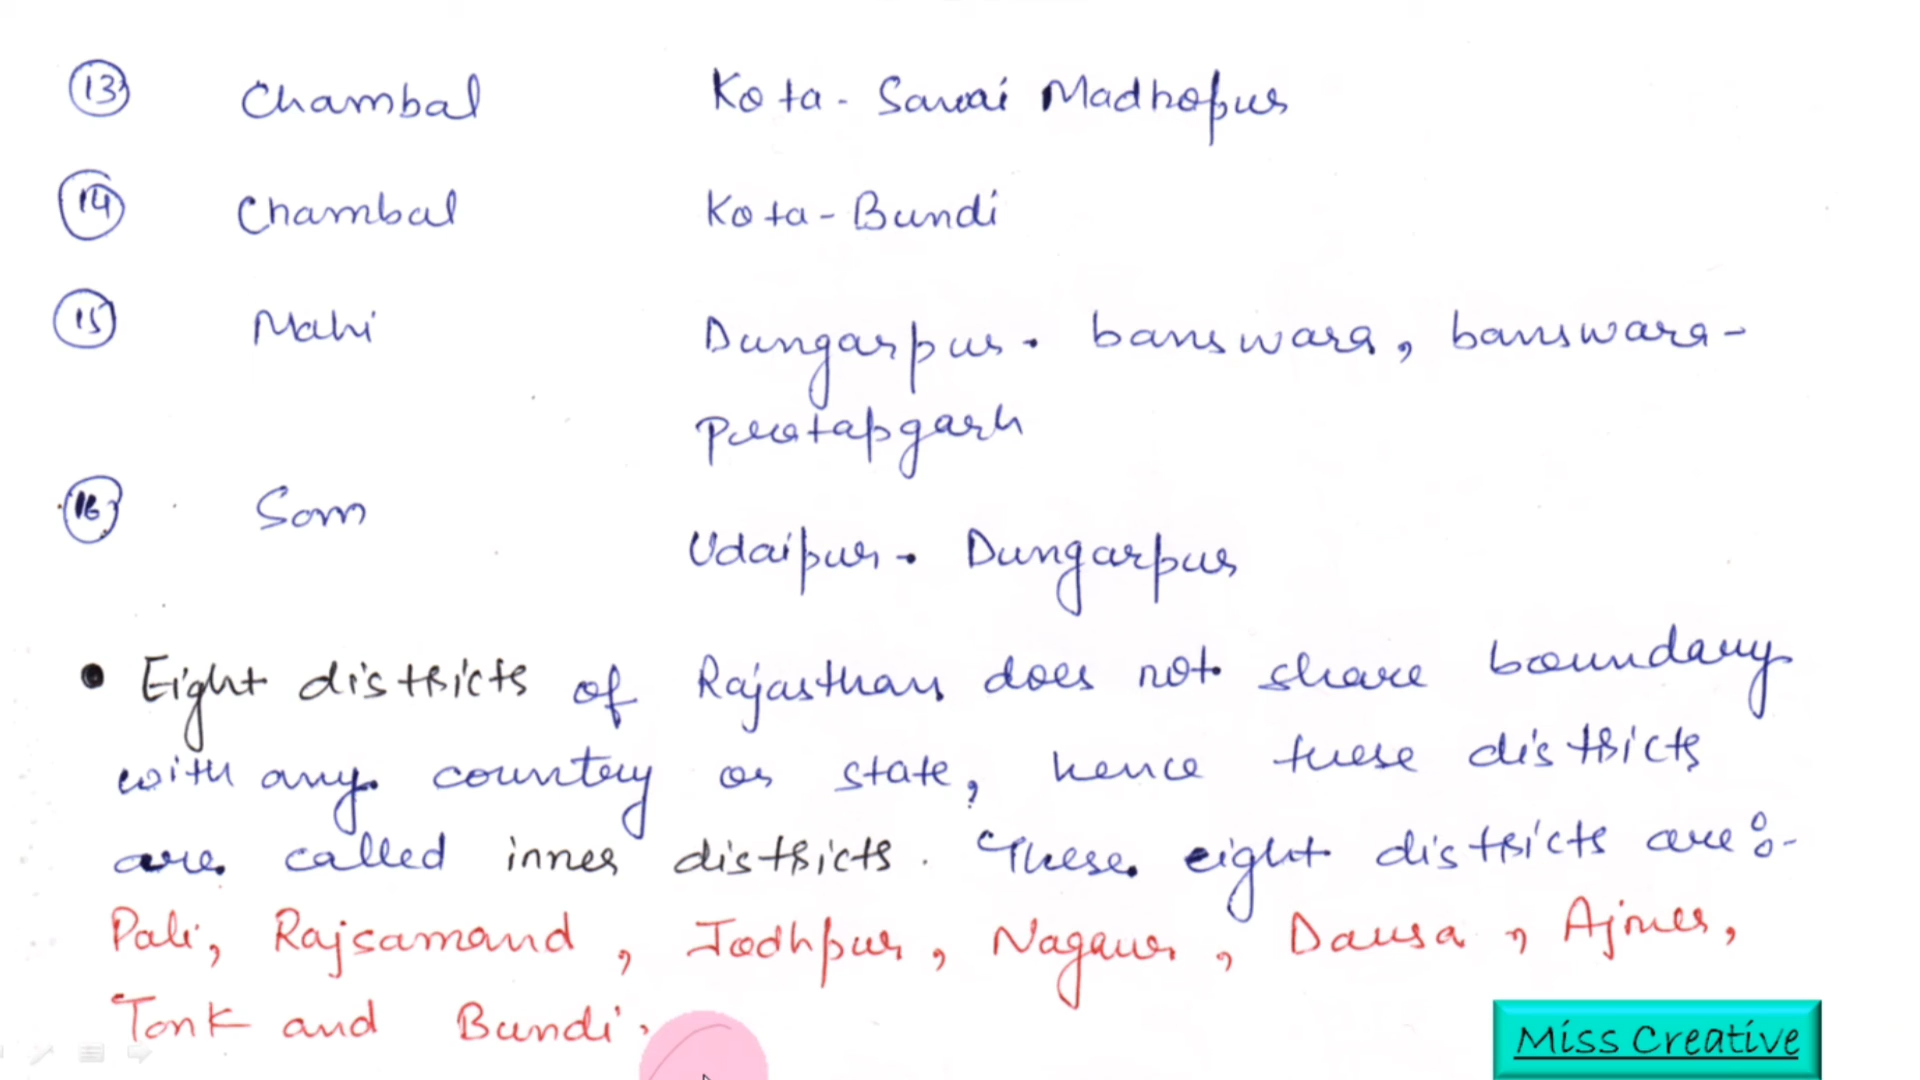 13 Chambal Kota - Sawai Madhopur
14 Chambal Kota - Bundi
15 Mahi Dungarpur - banswara, banswara -
Pratapgarh
16 Som
Udaipur - Dungarpur
• Eight districts of Rajasthan does not share boundary
with any country or state, hence these districts
are called inner districts. These eight districts are :-
Pali, Rajsamand, Jodhpur, Nagaur, Dausa, Ajmer,
Tonk and Bundi.
Miss Creative